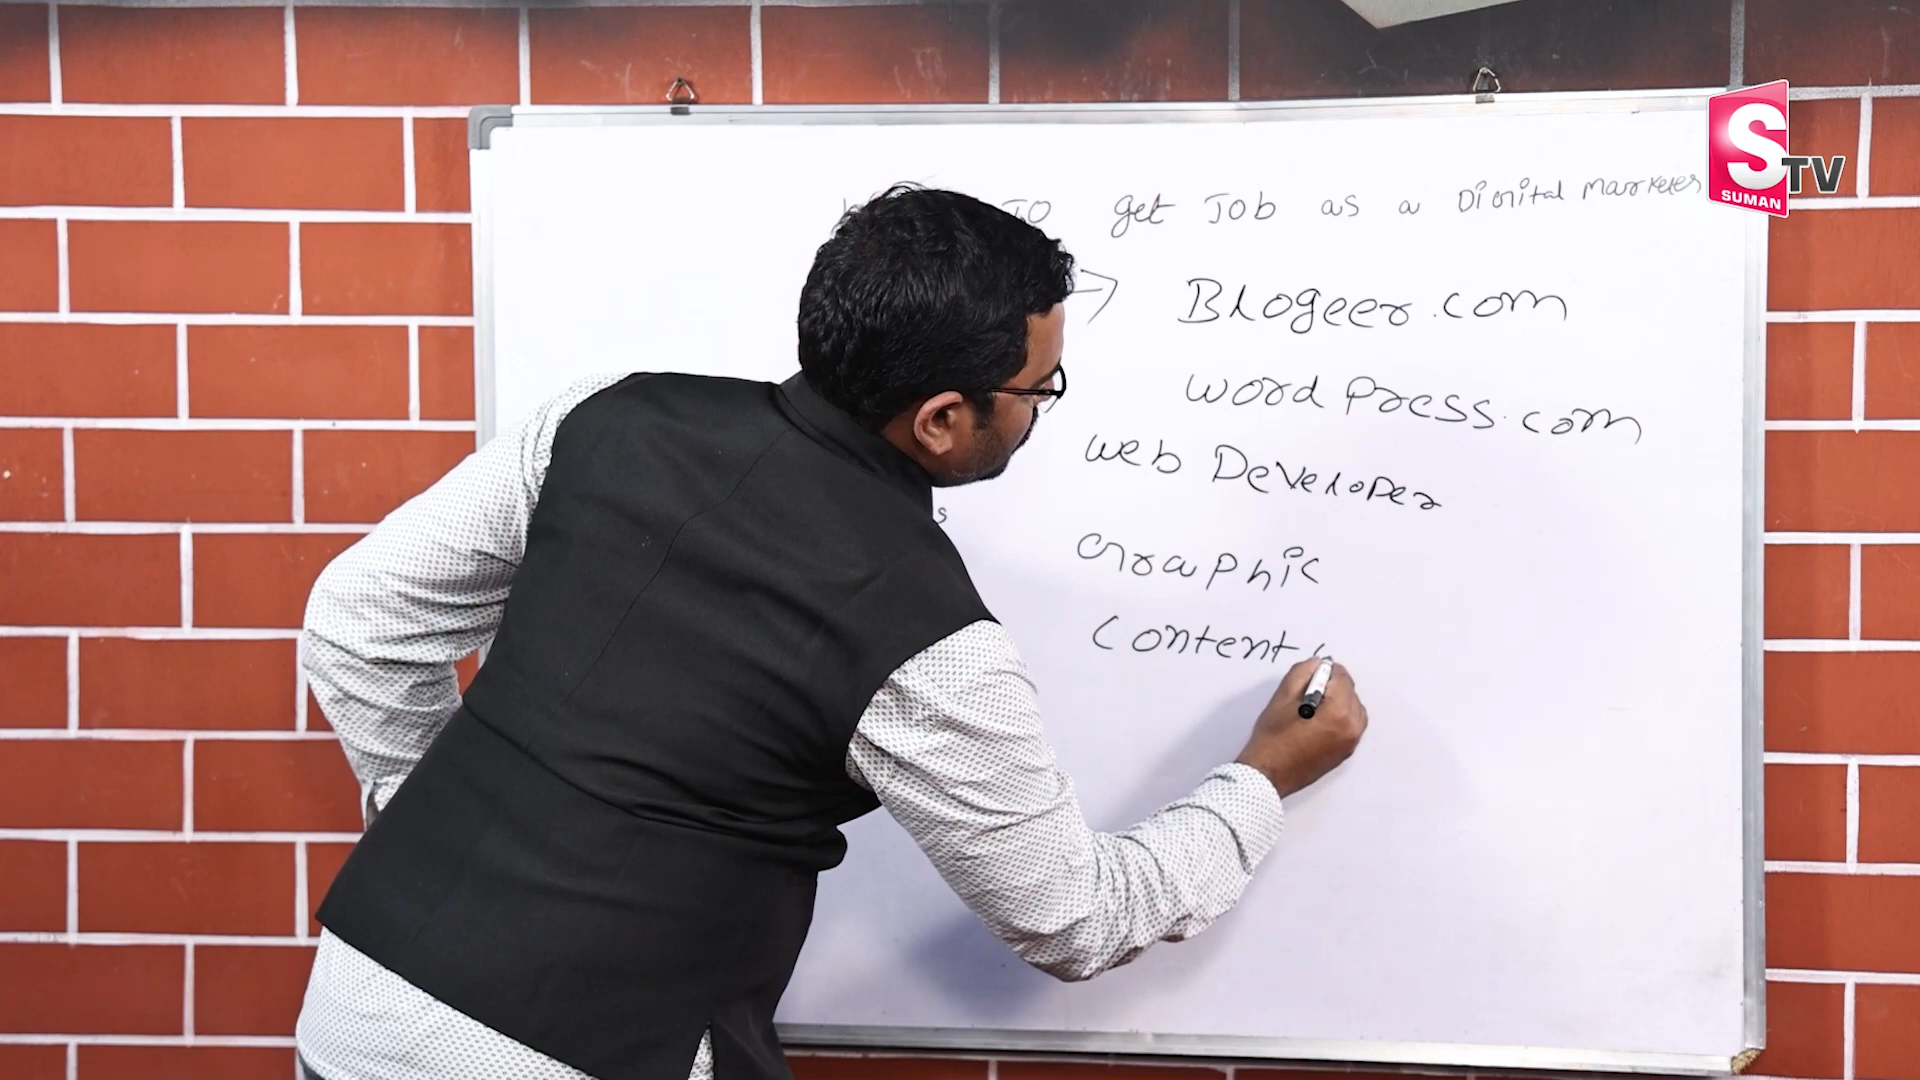 TO get Job as a Digital Marketer
Blogeer.com
word Press.com
web Developer
s
Graphic
Content
S TV
SUMAN